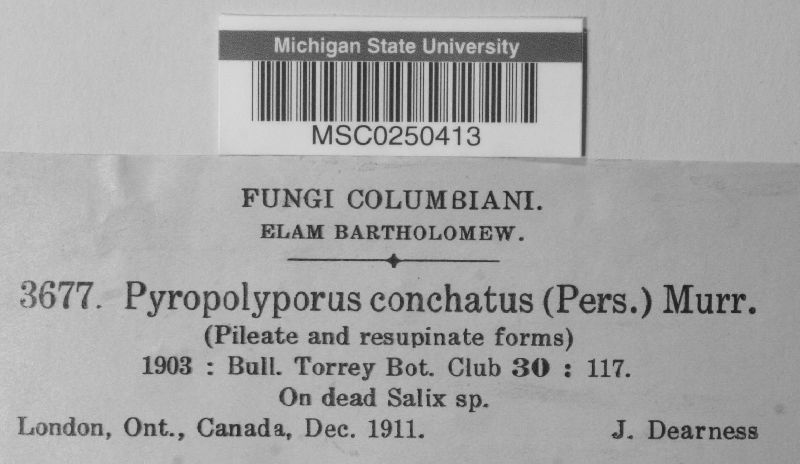 Michigan State University
MSC0250413
FUNGI COLUMBIANI.
ELAM BARTHOLOMEW.
3677. Pyropolyporus conchatus (Pers.) Murr.
(Pileate and resupinate forms)
1903 : Bull. Torrey Bot. Club 30 : 117.
On dead Salix sp.
London, Ont., Canada, Dec. 1911. J. Dearness